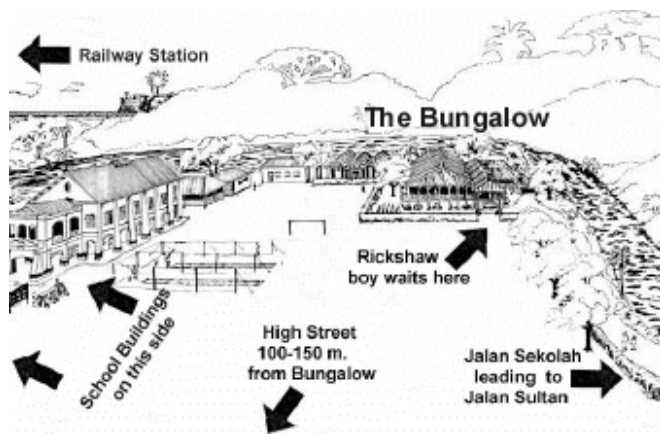 Railway Station
The Bungalow
Rickshaw
boy waits here
School Buildings
on this side
High Street
100-150 m.
from Bungalow
Jalan Sekolah
leading to
Jalan Sultan